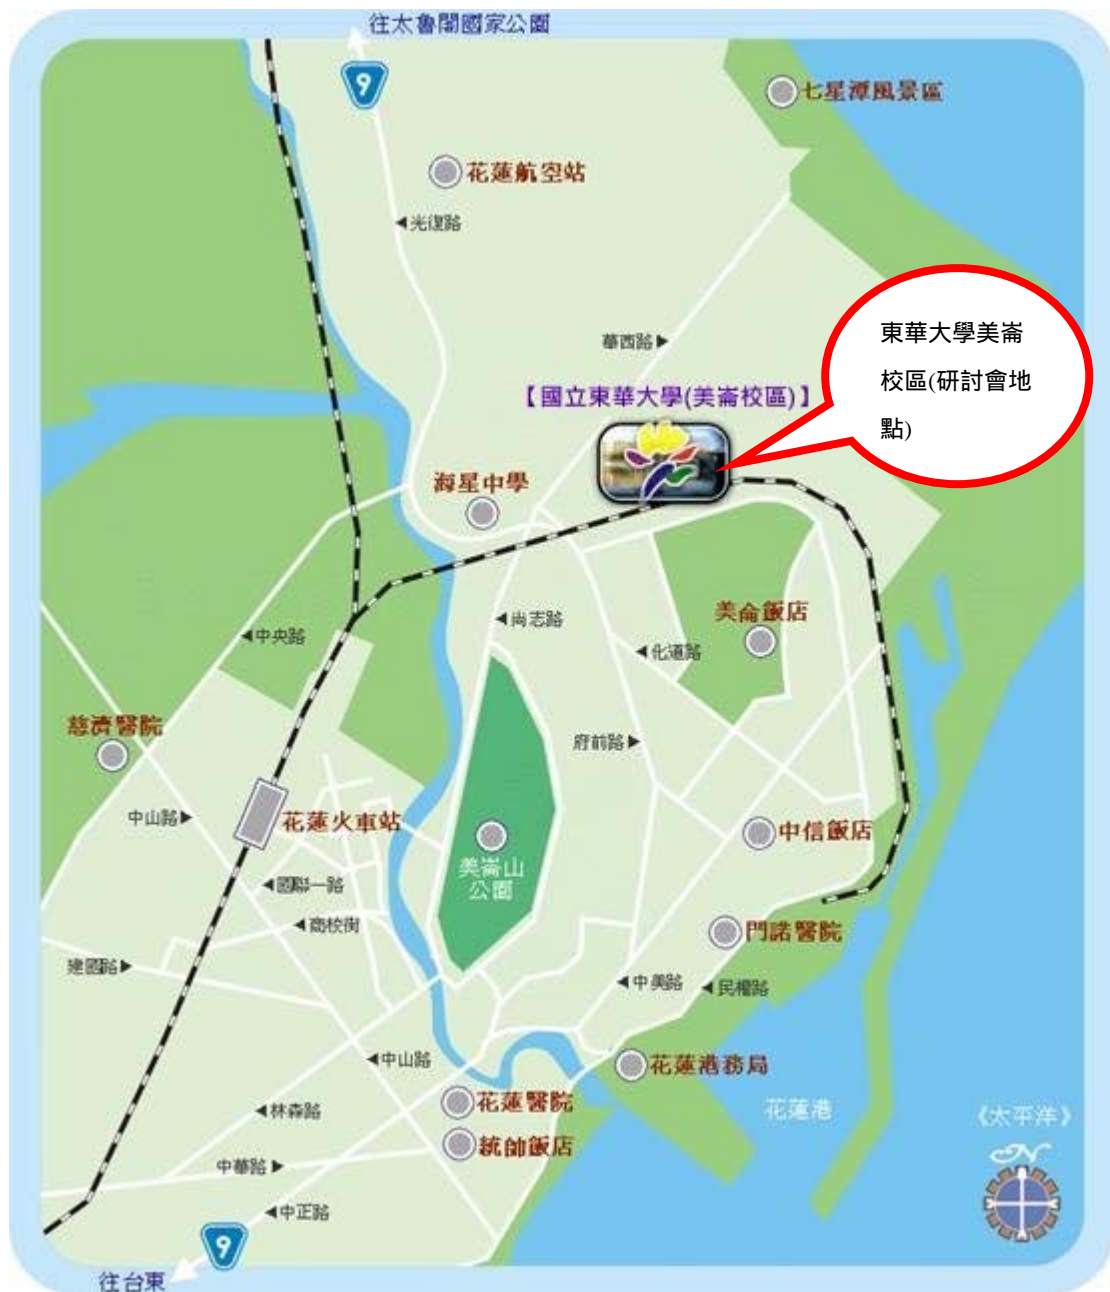 往太魯閣國家公園
9
七星潭風景區
花蓮航空站
光復路
華西路
東華大學美崙
校區(研討會地
點)
【國立東華大學(美崙校區)】
海星中學
尚志路
美侖飯店
中央路
化道路
慈濟醫院
府前路
中山路
花蓮火車站
中信飯店
美崙山
公園
國聯一路
商校街
門諾醫院
建國路
中美路
民權路
中山路
花蓮港務局
花蓮醫院
林森路
花蓮港
《太平洋》
統帥飯店
N
中華路
中正路
9
往台東